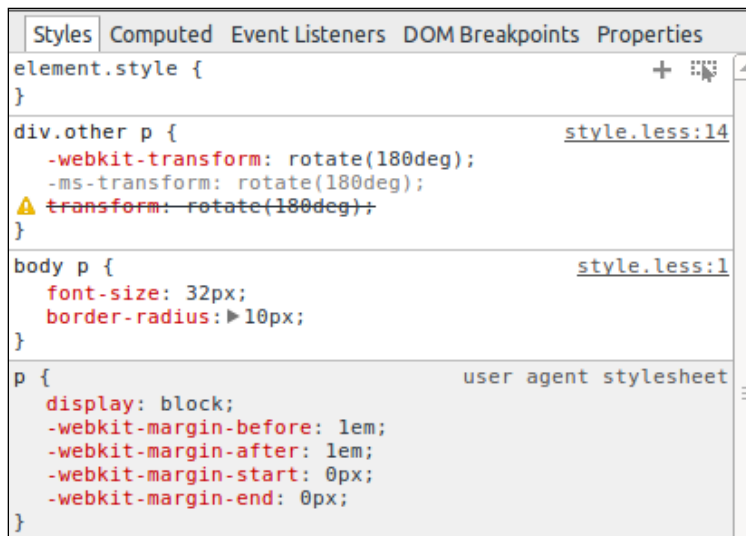 Styles Computed Event Listeners DOM Breakpoints Properties
element.style {
}
div.other p { style.less:14
-webkit-transform: rotate(180deg);
-ms-transform: rotate(180deg);
transform: rotate(180deg);
}
body p { style.less:1
font-size: 32px;
border-radius: 10px;
}
p { user agent stylesheet
display: block;
-webkit-margin-before: 1em;
-webkit-margin-after: 1em;
-webkit-margin-start: 0px;
-webkit-margin-end: 0px;
}